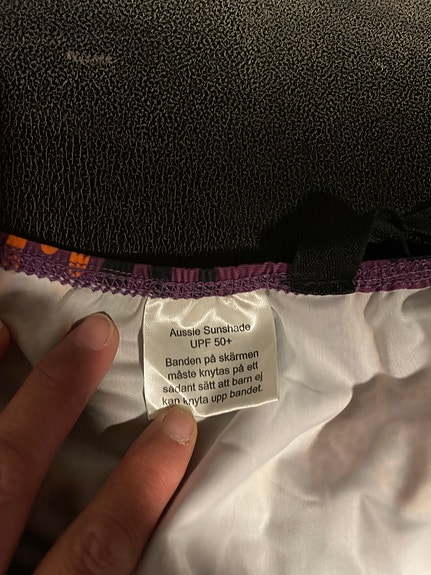 Aussie Sunshade
UPF 50+
Banden på skärmen
måste knytas på ett
sådant sätt att barn ej
kan knyta upp bandet.